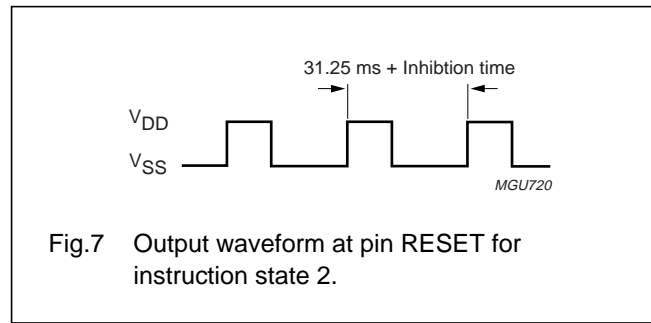 31.25 ms + Inhibtion time
VDD
VSS
MGU720
Fig.7 Output waveform at pin RESET for
instruction state 2.